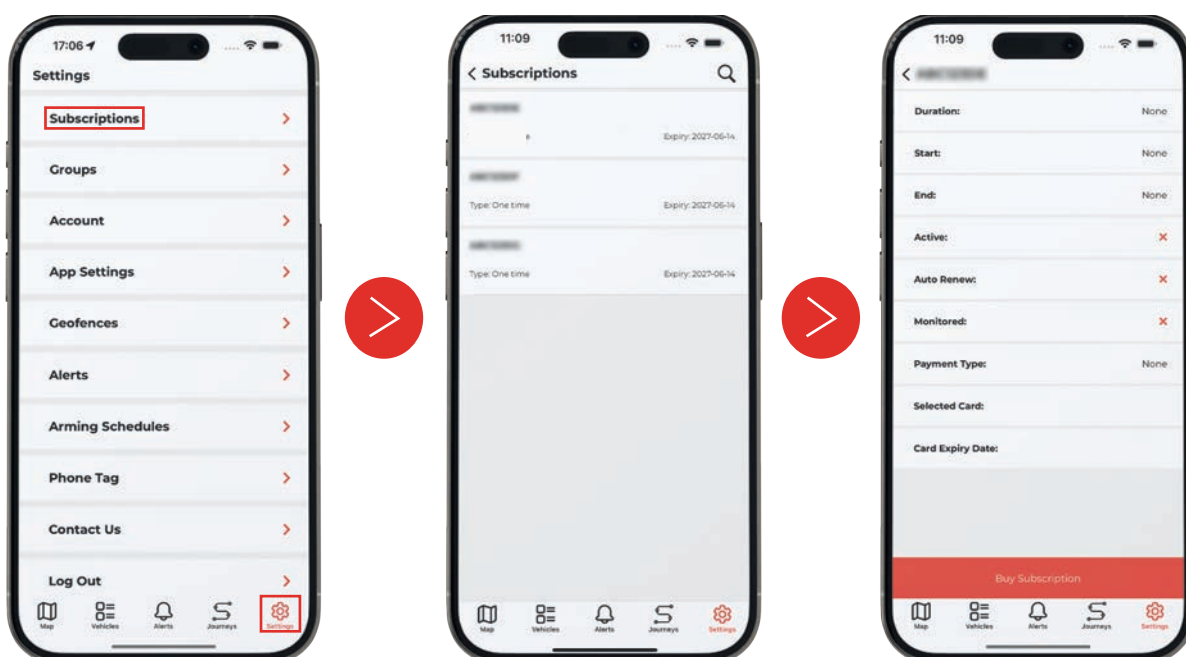 17:06
Settings
Subscriptions
Groups
Account
App Settings
Geofences
Alerts
Arming Schedules
Phone Tag
Contact Us
Log Out
Map Vehicles Alerts Journeys Settings
11:09
Subscriptions
Expiry: 2027-06-14
Type: One time Expiry: 2027-06-14
Type: One time Expiry: 2027-06-14
Map Vehicles Alerts Journeys Settings
11:09
Duration: None
Start: None
End: None
Active:
Auto Renew:
Monitored:
Payment Type: None
Selected Card:
Card Expiry Date:
Buy Subscription
Map Vehicles Alerts Journeys Settings